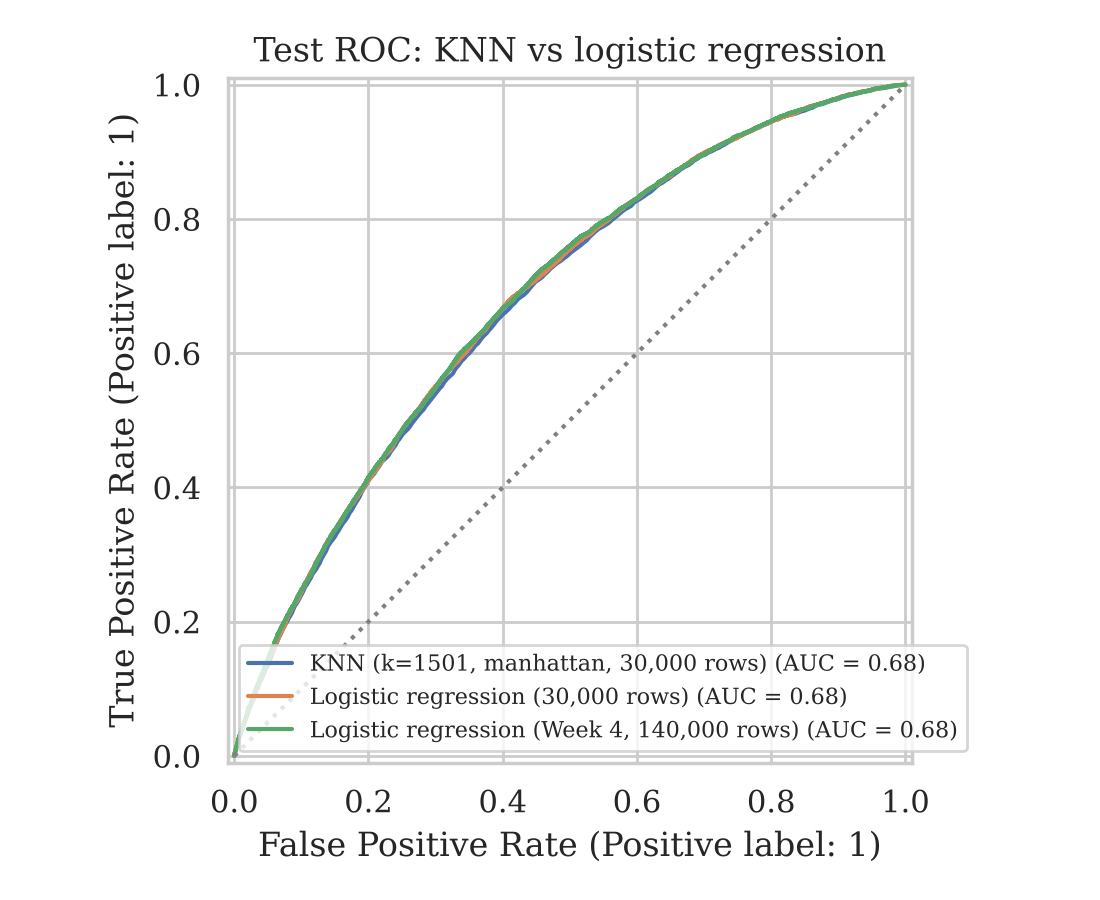 Test ROC: KNN vs logistic regression
True Positive Rate (Positive label: 1)
1.0
0.8
0.6
0.4
0.2
0.0
KNN (k=1501, manhattan, 30,000 rows) (AUC = 0.68)
Logistic regression (30,000 rows) (AUC = 0.68)
Logistic regression (Week 4, 140,000 rows) (AUC = 0.68)
0.0 0.2 0.4 0.6 0.8 1.0
False Positive Rate (Positive label: 1)